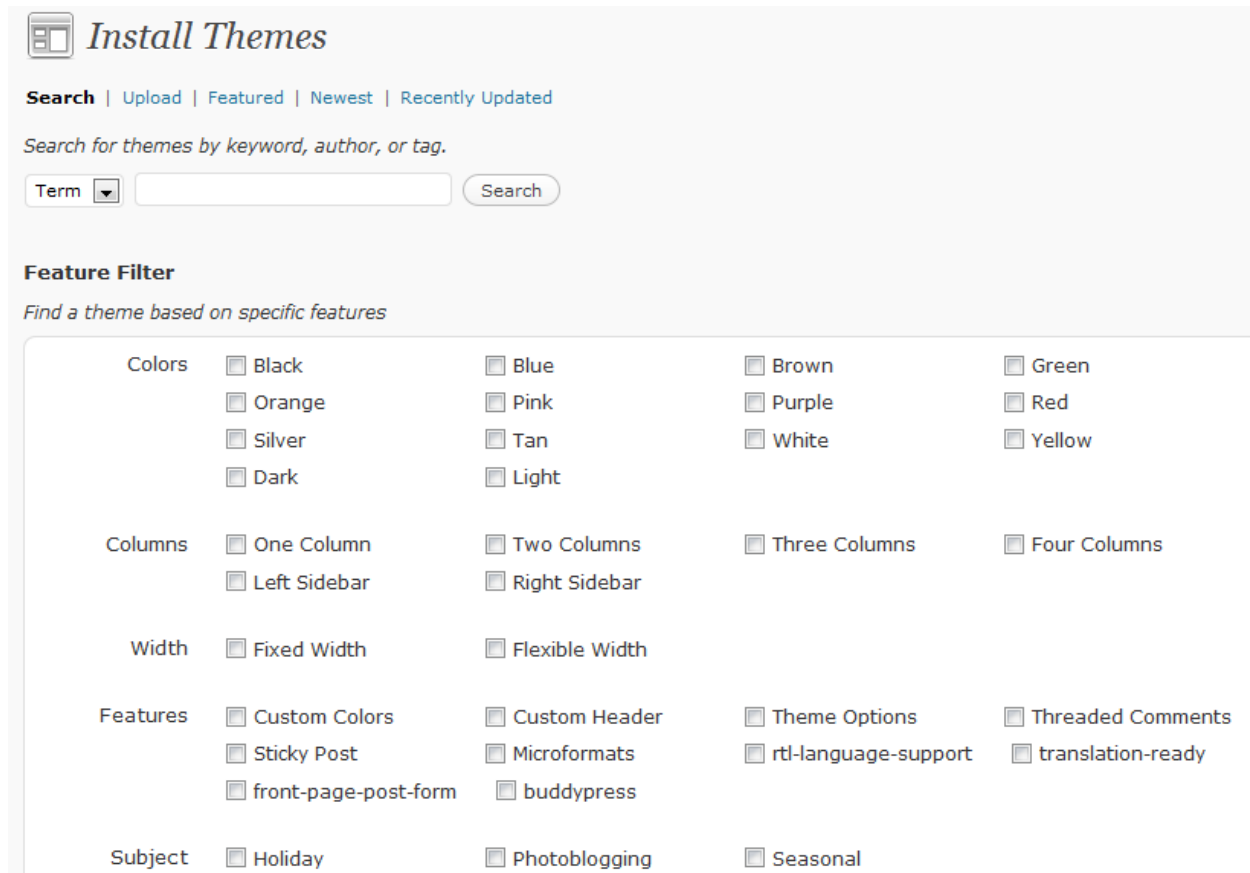 Install Themes
Search | Upload | Featured | Newest | Recently Updated
Search for themes by keyword, author, or tag.
Term Search
Feature Filter
Find a theme based on specific features
Colors Black Blue Brown Green
Orange Pink Purple Red
Silver Tan White Yellow
Dark Light
Columns One Column Two Columns Three Columns Four Columns
Left Sidebar Right Sidebar
Width Fixed Width Flexible Width
Features Custom Colors Custom Header Theme Options Threaded Comments
Sticky Post Microformats rtl-language-support translation-ready
front-page-post-form buddypress
Subject Holiday Photoblogging Seasonal